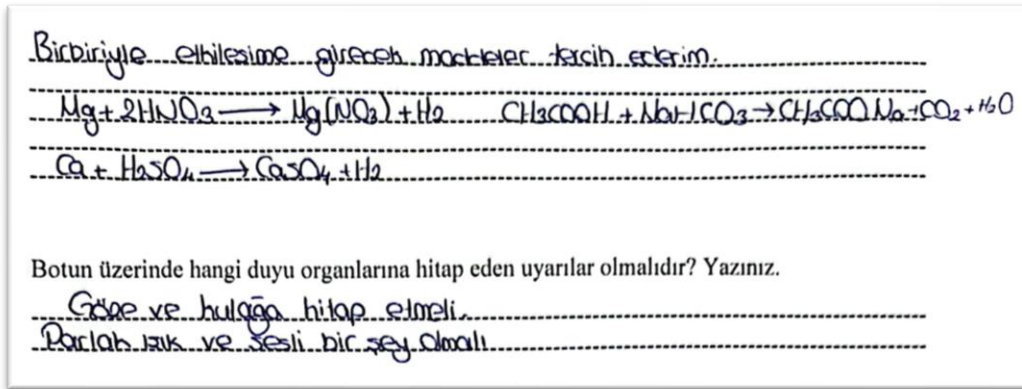 Birbiriyle etkileşime girecek maddeler tercih ederim.
Mg + 2HNO3 → Mg(NO3) + H2 CH3COOH + NaHCO3 → CH3COONa + CO2 + H2O
Ca + H2SO4 → CaSO4 + H2
Botun üzerinde hangi duyu organlarına hitap eden uyarılar olmalıdır? Yazınız.
Göze ve kulağa hitap etmeli.
Parlak ışık ve sesli bir şey olmalı.